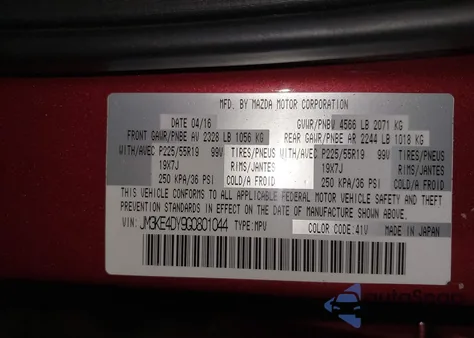 MFD. BY MAZDA MOTOR CORPORATION
DATE 04/16 GVWR/PNBV 4566 LB 2071 KG
FRONT GAWR/PNBE AV 2328 LB 1056 KG REAR GAWR/PNBE AR 2244 LB 1018 KG
WITH/AVEC P225/55R19 99V TIRES/PNEUS WITH/AVEC P225/55R19 99V TIRES/PNEUS
19X7J RIMS/JANTES 19X7J RIMS/JANTES
250 KPA/36 PSI COLD/A FROID 250 KPA/36 PSI COLD/A FROID
THIS VEHICLE CONFORMS TO ALL APPLICABLE FEDERAL MOTOR VEHICLE SAFETY AND THEFT
PREVENTION STANDARDS IN EFFECT ON THE DATE OF MANUFACTURE SHOWN ABOVE.
VIN: JM3KE4DY9G0801044 TYPE:MPV COLOR CODE:41V MADE IN JAPAN